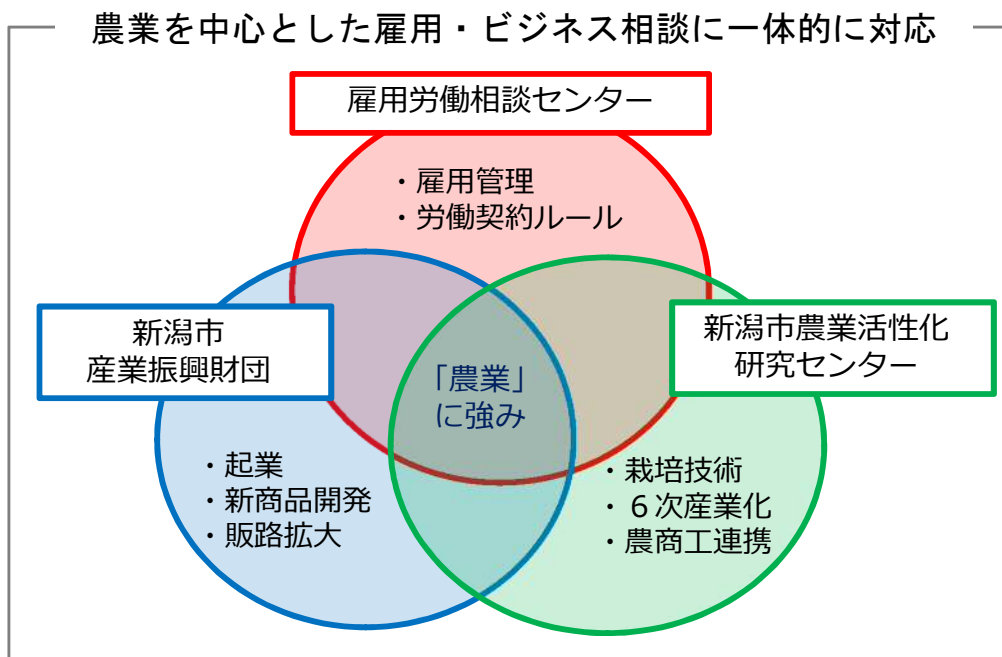 農業を中心とした雇用・ビジネス相談に一体的に対応
雇用労働相談センター
・雇用管理
・労働契約ルール
新潟市
産業振興財団
新潟市農業活性化
研究センター
「農業」
に強み
・起業
・新商品開発
・販路拡大
・栽培技術
・６次産業化
・農商工連携